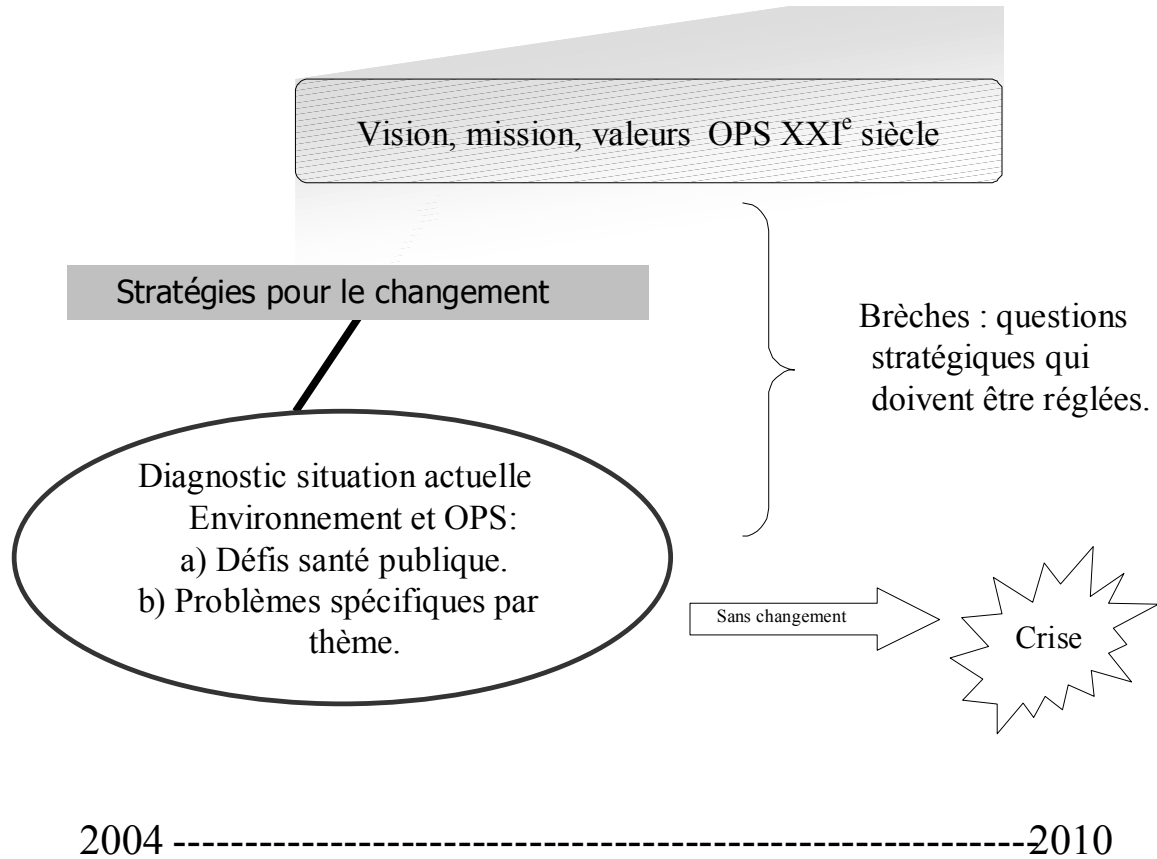 Vision, mission, valeurs OPS XXIe siècle
Stratégies pour le changement
Brèches : questions
stratégiques qui
doivent être réglées.
Diagnostic situation actuelle
Environnement et OPS:
a) Défis santé publique.
b) Problèmes spécifiques par
thème.
Sans changement
Crise
2004 ------------------------------------------------2010